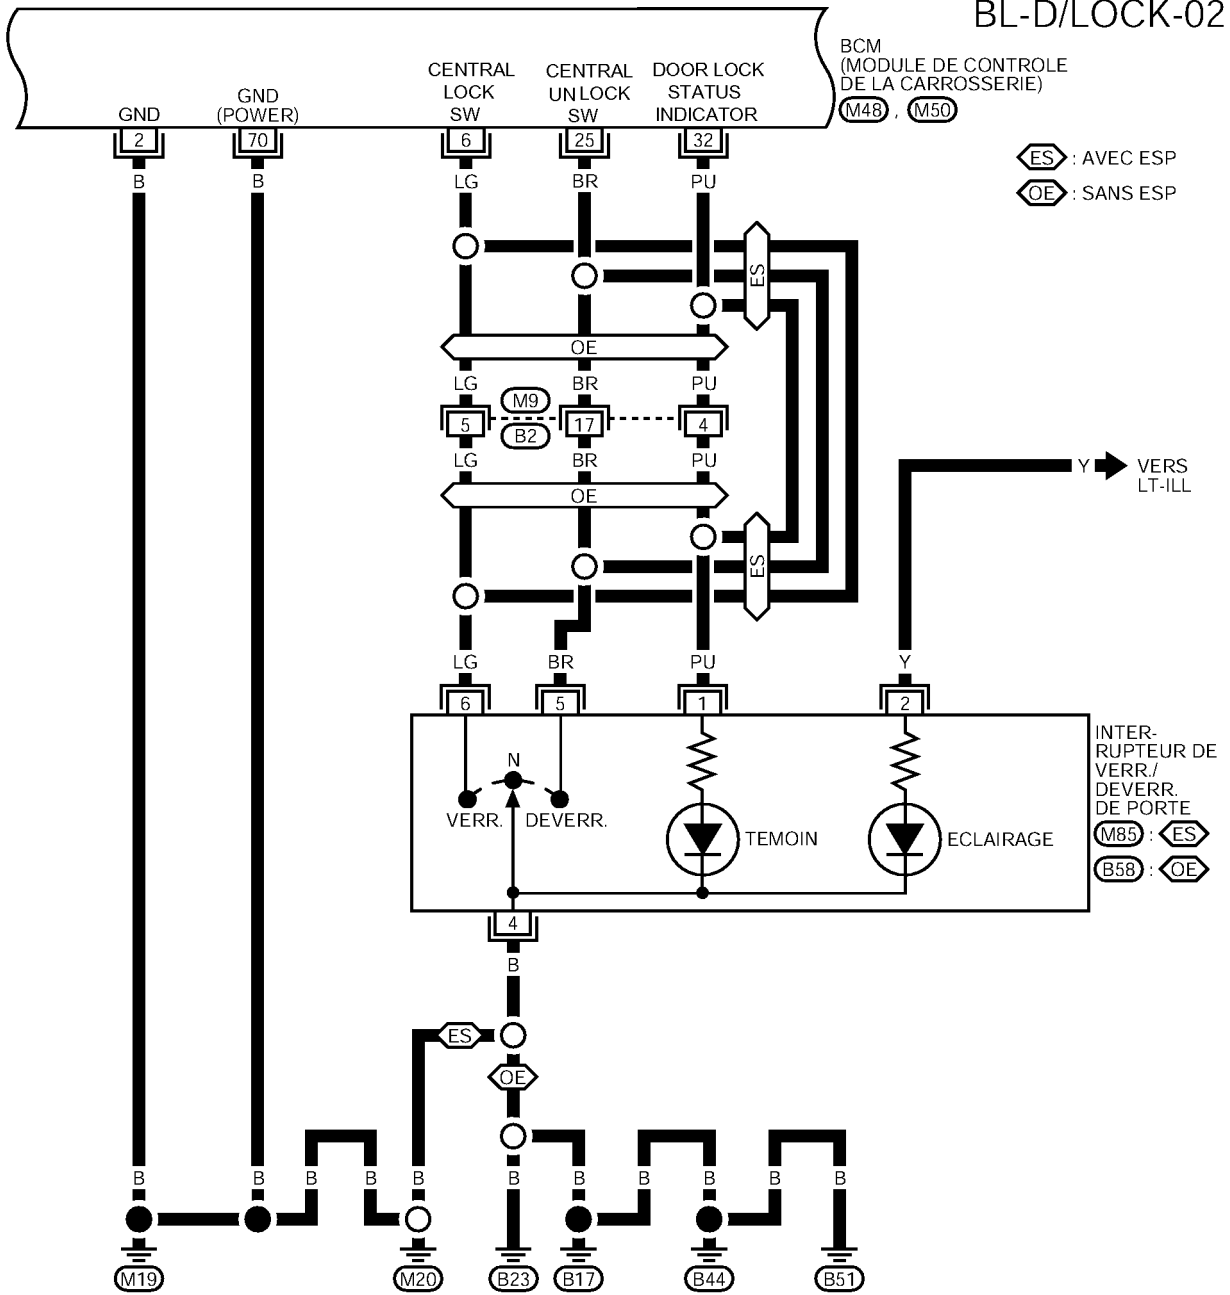 BL-D/LOCK-02
BCM
(MODULE DE CONTROLE
DE LA CARROSSERIE)
M48 , M50
CENTRAL
LOCK
SW
CENTRAL
UN LOCK
SW
DOOR LOCK
STATUS
INDICATOR
GND
GND
(POWER)
2 70 6 25 32
B B LG BR PU
ES : AVEC ESP
OE : SANS ESP
ES
OE
LG BR PU
M9
5 17 4
B2
LG BR PU
OE
ES
Y VERS
LT-ILL
LG BR PU Y
6 5 1 2
INTER-
RUPTEUR DE
VERR./
DEVERR.
DE PORTE
M85 : ES
B58 : OE
N
VERR. DEVERR.
TEMOIN
ECLAIRAGE
4
B
ES
OE
B B B B B B B B B B B
M19 M20 B23 B17 B44 B51